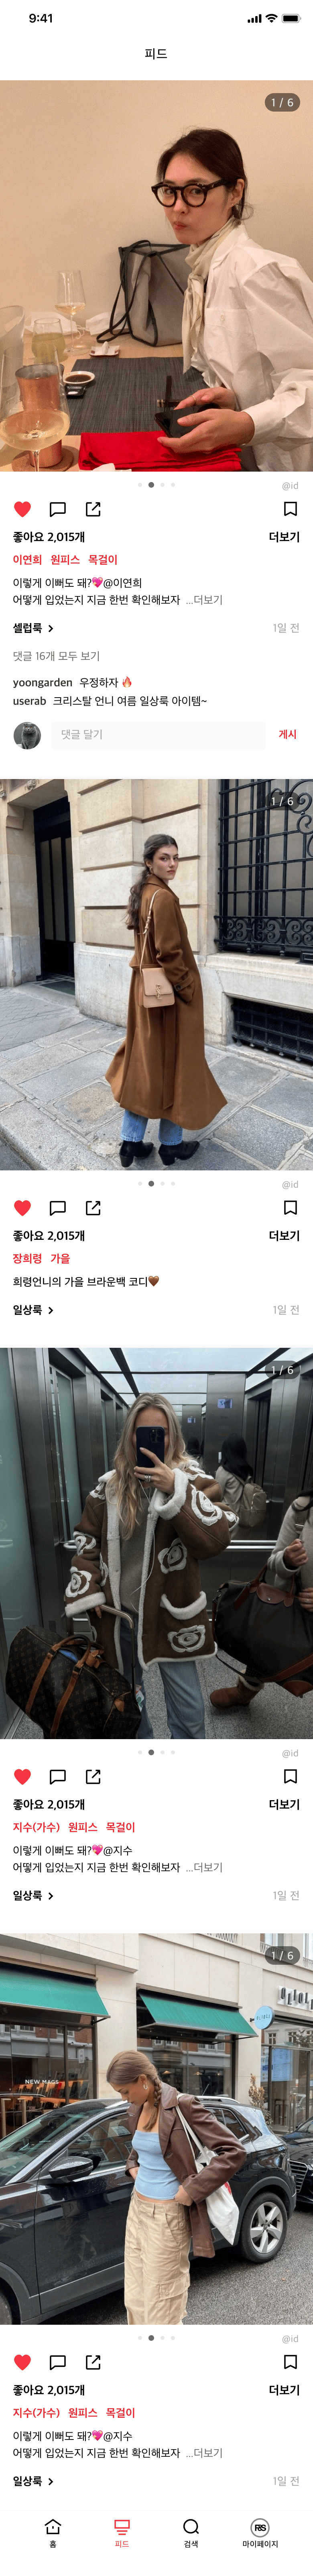 9:41
피드
1 / 6
@id
좋아요 2,015개
더보기
이연희 원피스 목걸이
이렇게 이뻐도 돼?💖@이연희
어떻게 입었는지 지금 한번 확인해보자 ...더보기
셀럽룩
1일 전
댓글 16개 모두 보기
yoongarden 우정하자 🔥
userab 크리스탈 언니 여름 일상룩 아이템~
댓글 달기
게시
1 / 6
@id
좋아요 2,015개
더보기
장희령 가을
희령언니의 가을 브라운백 코디🤎
일상룩
1일 전
1 / 6
@id
좋아요 2,015개
더보기
지수(가수) 원피스 목걸이
이렇게 이뻐도 돼?💖@지수
어떻게 입었는지 지금 한번 확인해보자 ...더보기
일상룩
1일 전
1 / 6
NEW MAGS
@id
좋아요 2,015개
더보기
지수(가수) 원피스 목걸이
이렇게 이뻐도 돼?💖@지수
어떻게 입었는지 지금 한번 확인해보자 ...더보기
일상룩
1일 전
홈
피드
검색
마이페이지